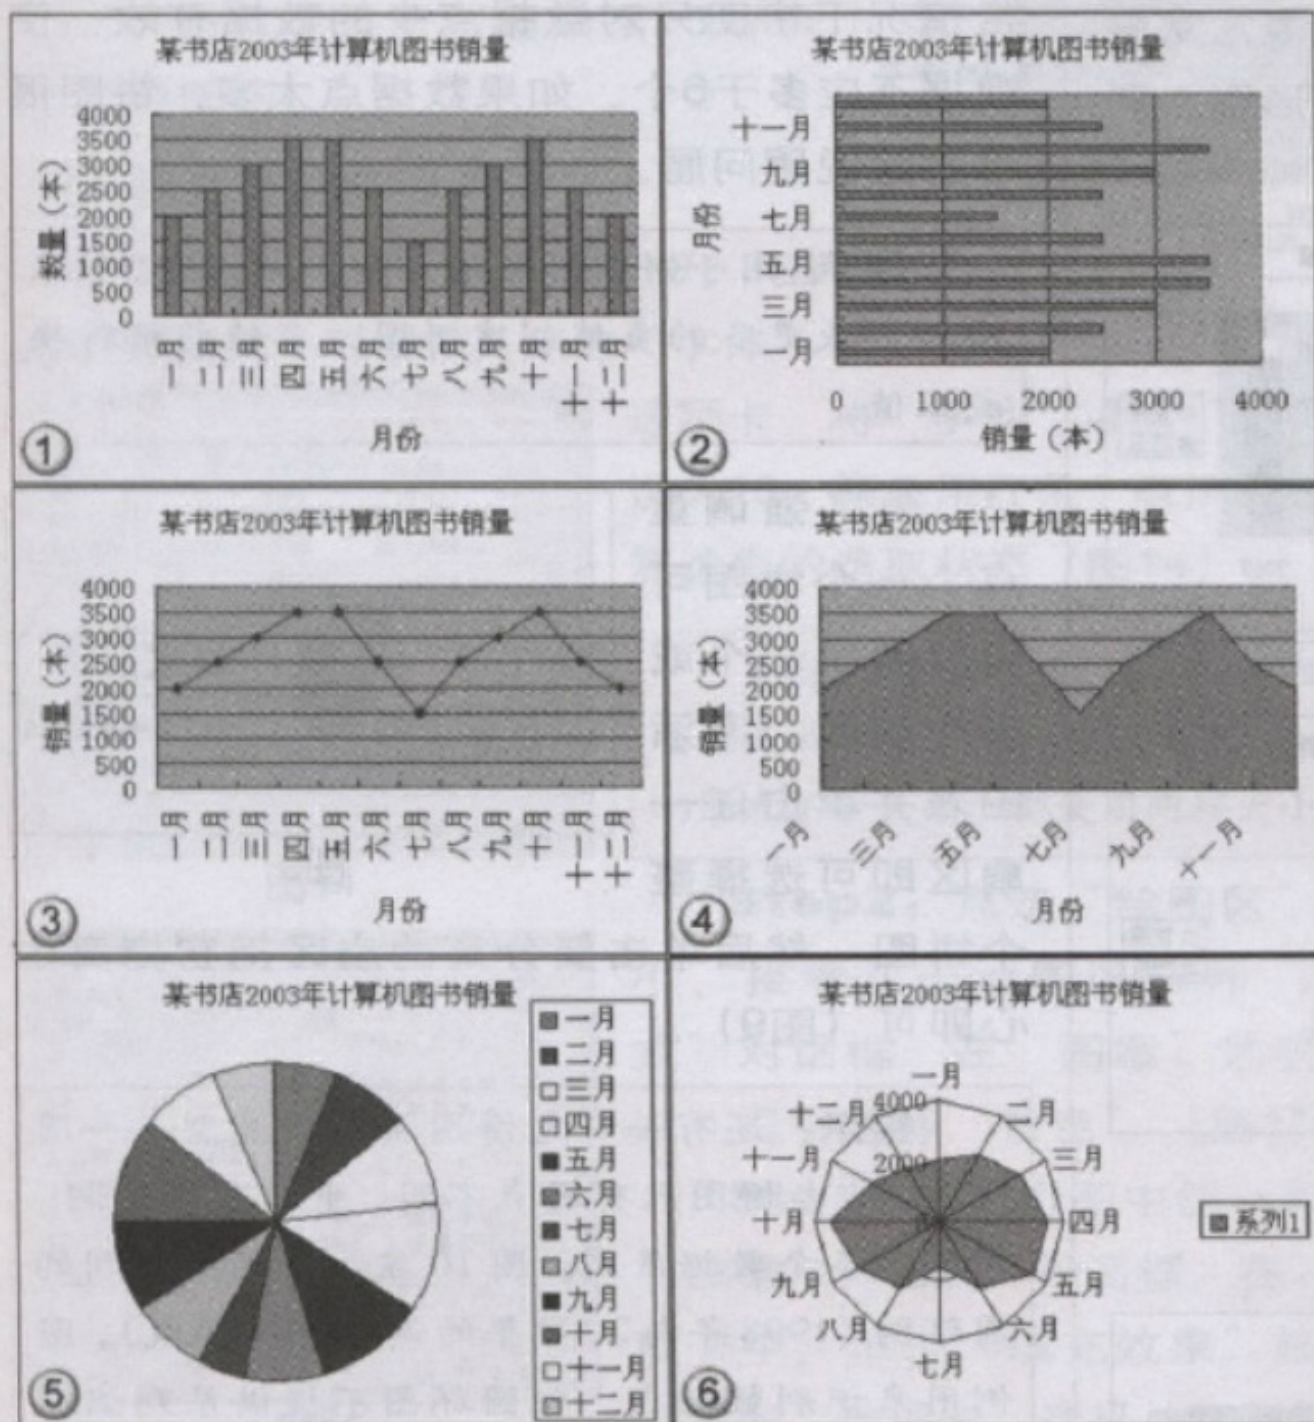 某书店2003年计算机图书销量
4000
3500
3000
2500
2000
1500
1000
500
0
数量（本）
一月 二月 三月 四月 五月 六月 七月 八月 九月 十月 十一月 十二月
月份
①
某书店2003年计算机图书销量
十一月
九月
七月
五月
三月
一月
月份
0 1000 2000 3000 4000
销量（本）
②
某书店2003年计算机图书销量
4000
3500
3000
2500
2000
1500
1000
500
0
销量（本）
一月 二月 三月 四月 五月 六月 七月 八月 九月 十月 十一月 十二月
月份
③
某书店2003年计算机图书销量
4000
3500
3000
2500
2000
1500
1000
500
0
销量（本）
一月 三月 五月 七月 九月 十一月
月份
④
某书店2003年计算机图书销量
一月
二月
三月
四月
五月
六月
七月
八月
九月
十月
十一月
十二月
⑤
某书店2003年计算机图书销量
一月
二月
三月
四月
五月
六月
七月
八月
九月
十月
十一月
十二月
4000
2000
0
系列1
⑥